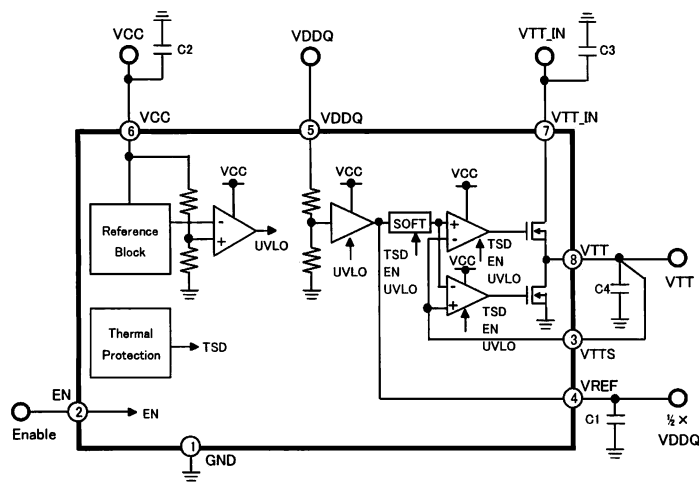 VCC
C2
VDDQ
VTT_IN
C3
6
VCC
5
VDDQ
7
VTT_IN
VCC
VCC
VCC
Reference
Block
-
+
UVLO
UVLO
SOFT
TSD
EN
UVLO
+
-
TSD
EN
UVLO
VCC
-
+
TSD
EN
UVLO
8
VTT
C4
VTT
Thermal
Protection
TSD
3
VTTS
EN
2
EN
Enable
4
VREF
C1
½ ×
VDDQ
1
GND